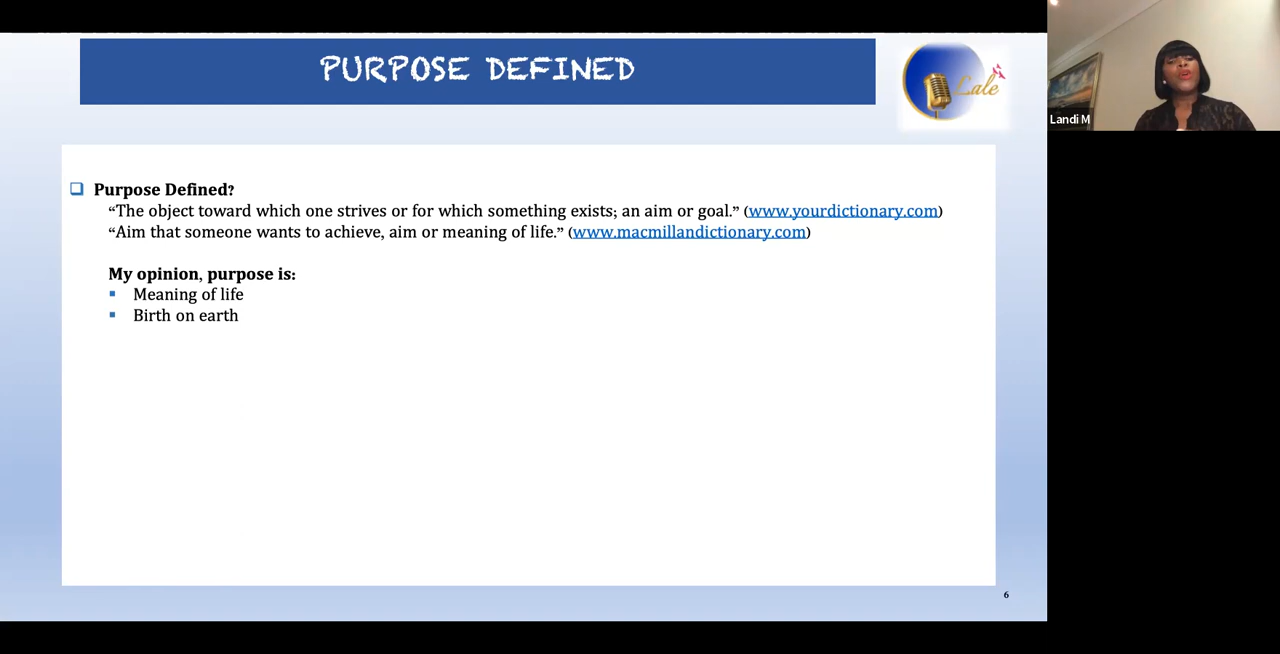 PURPOSE DEFINED
Lale
Landi M
Purpose Defined?
“The object toward which one strives or for which something exists; an aim or goal.” (www.yourdictionary.com)
“Aim that someone wants to achieve, aim or meaning of life.” (www.macmillandictionary.com)
My opinion, purpose is:
Meaning of life
Birth on earth
6